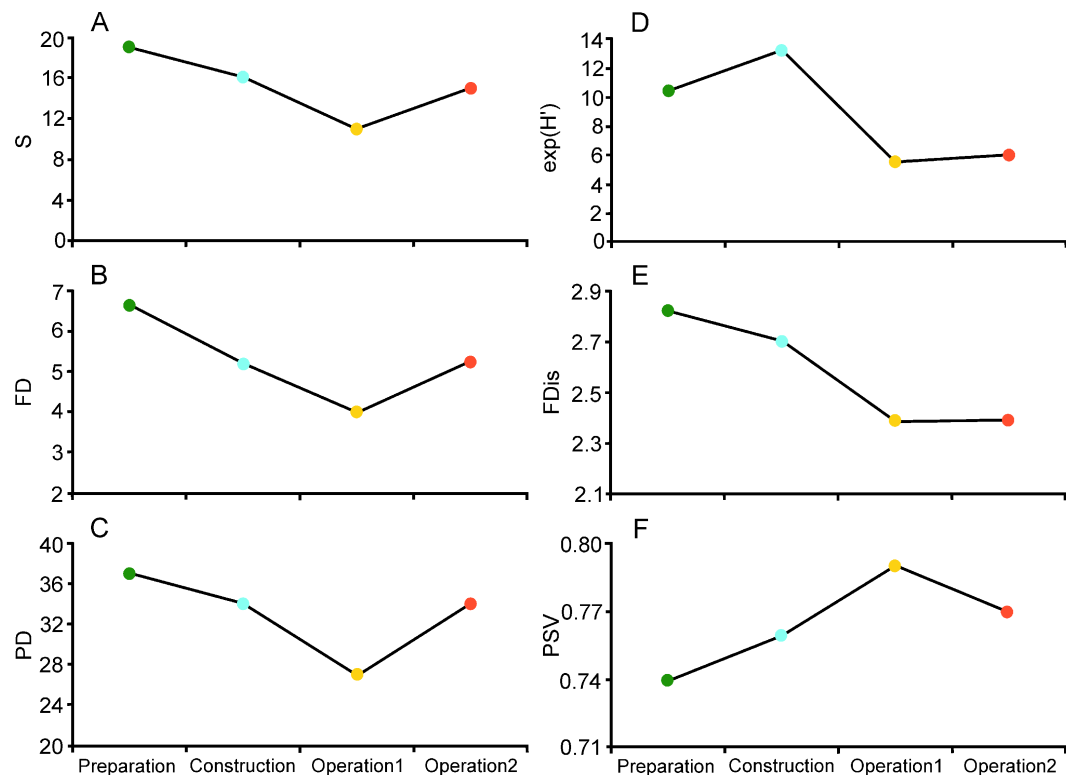 A
20
16
12
8
4
0
S
B
7
6
5
4
3
2
FD
C
40
36
32
28
24
20
PD
Preparation Construction Operation1 Operation2
D
14
12
10
8
6
4
2
0
exp(H')
E
2.9
2.7
2.5
2.3
2.1
FDis
F
0.80
0.77
0.74
0.71
PSV
Preparation Construction Operation1 Operation2